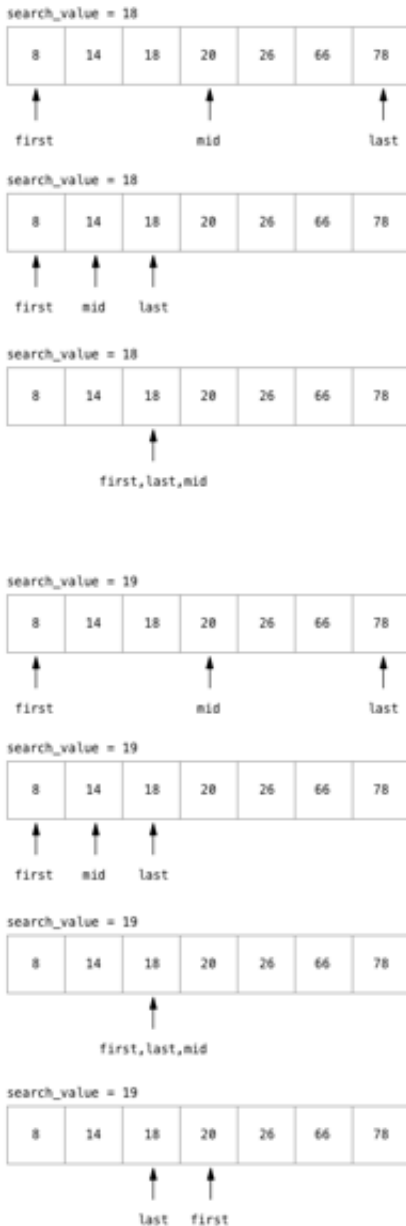 search_value = 18
8 14 18 20 26 66 78
first mid last
search_value = 18
8 14 18 20 26 66 78
first mid last
search_value = 18
8 14 18 20 26 66 78
first,last,mid
search_value = 19
8 14 18 20 26 66 78
first mid last
search_value = 19
8 14 18 20 26 66 78
first mid last
search_value = 19
8 14 18 20 26 66 78
first,last,mid
search_value = 19
8 14 18 20 26 66 78
last first